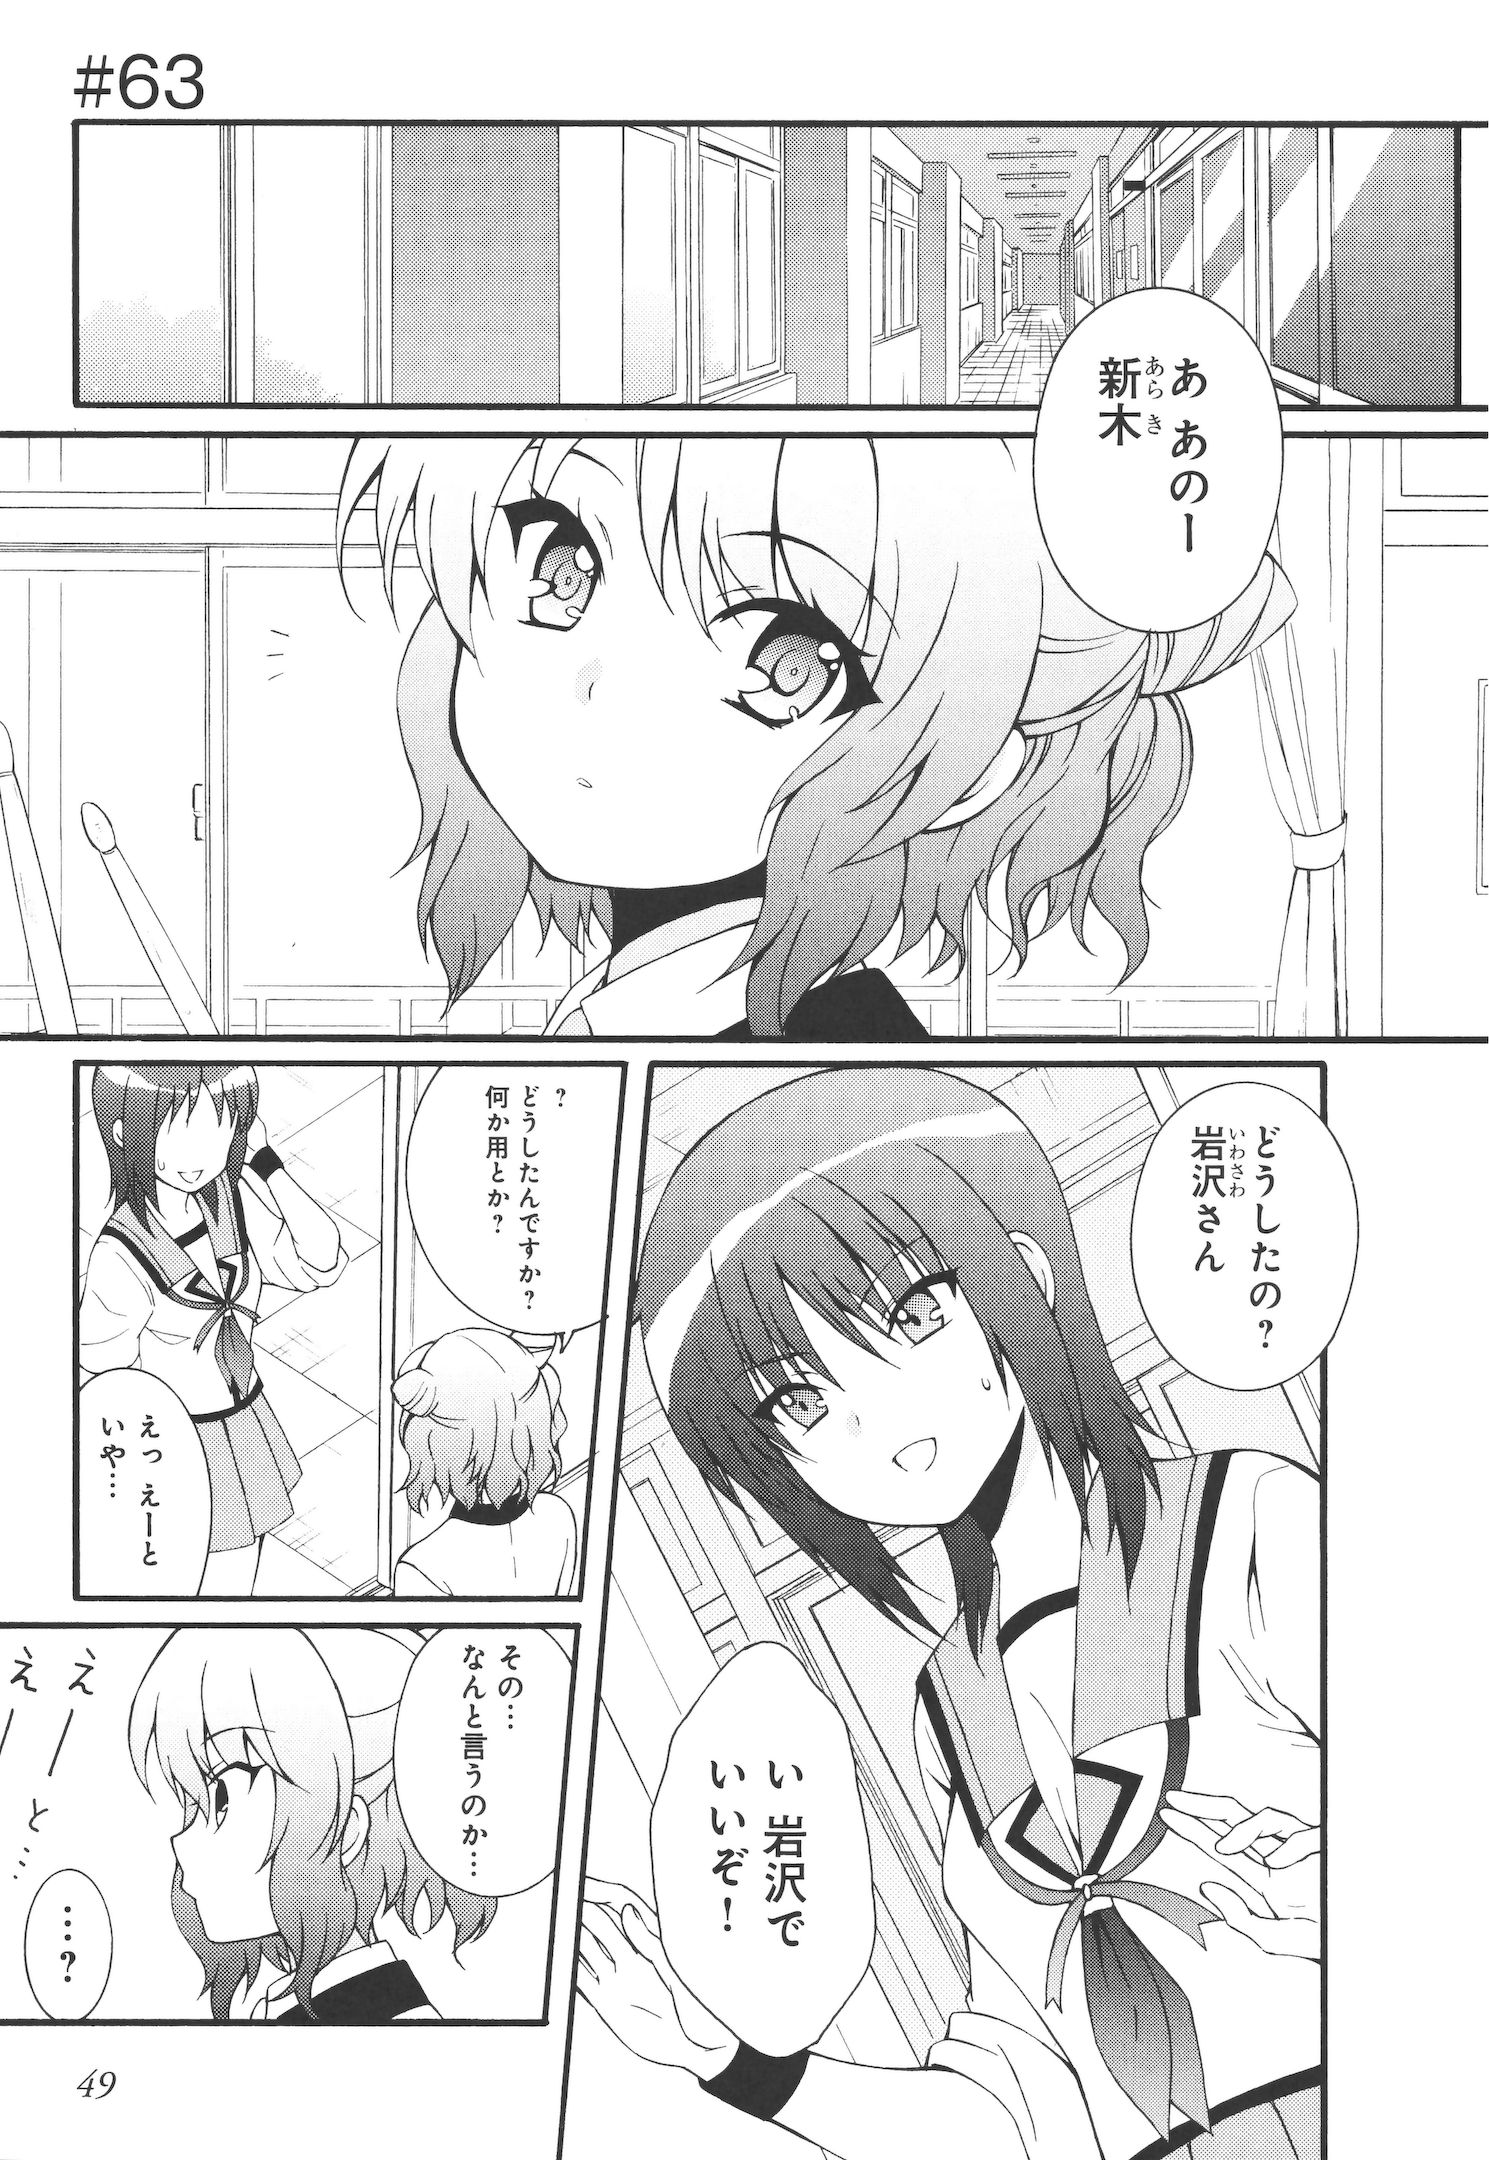 #63
あ あのー
新木
あらき
どうしたの?
岩沢さん
いわさわ
い 岩沢で
いいぞ!
?
どうしたんですか?
何か用とか?
えっ えーと
いや…
その…
なんと言うのか…
えー
えーと…
…?
49